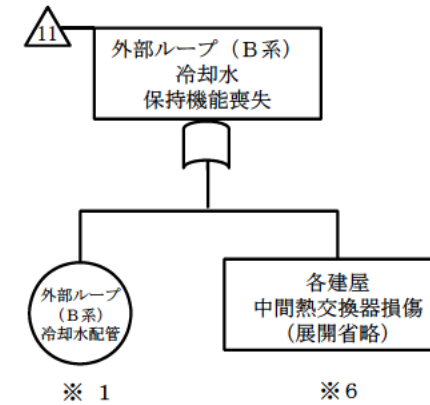 11
外部ループ（B系）
冷却水
保持機能喪失
外部ループ
（B系）
冷却水配管
各建屋
中間熱交換器損傷
（展開省略）
※ 1
※6